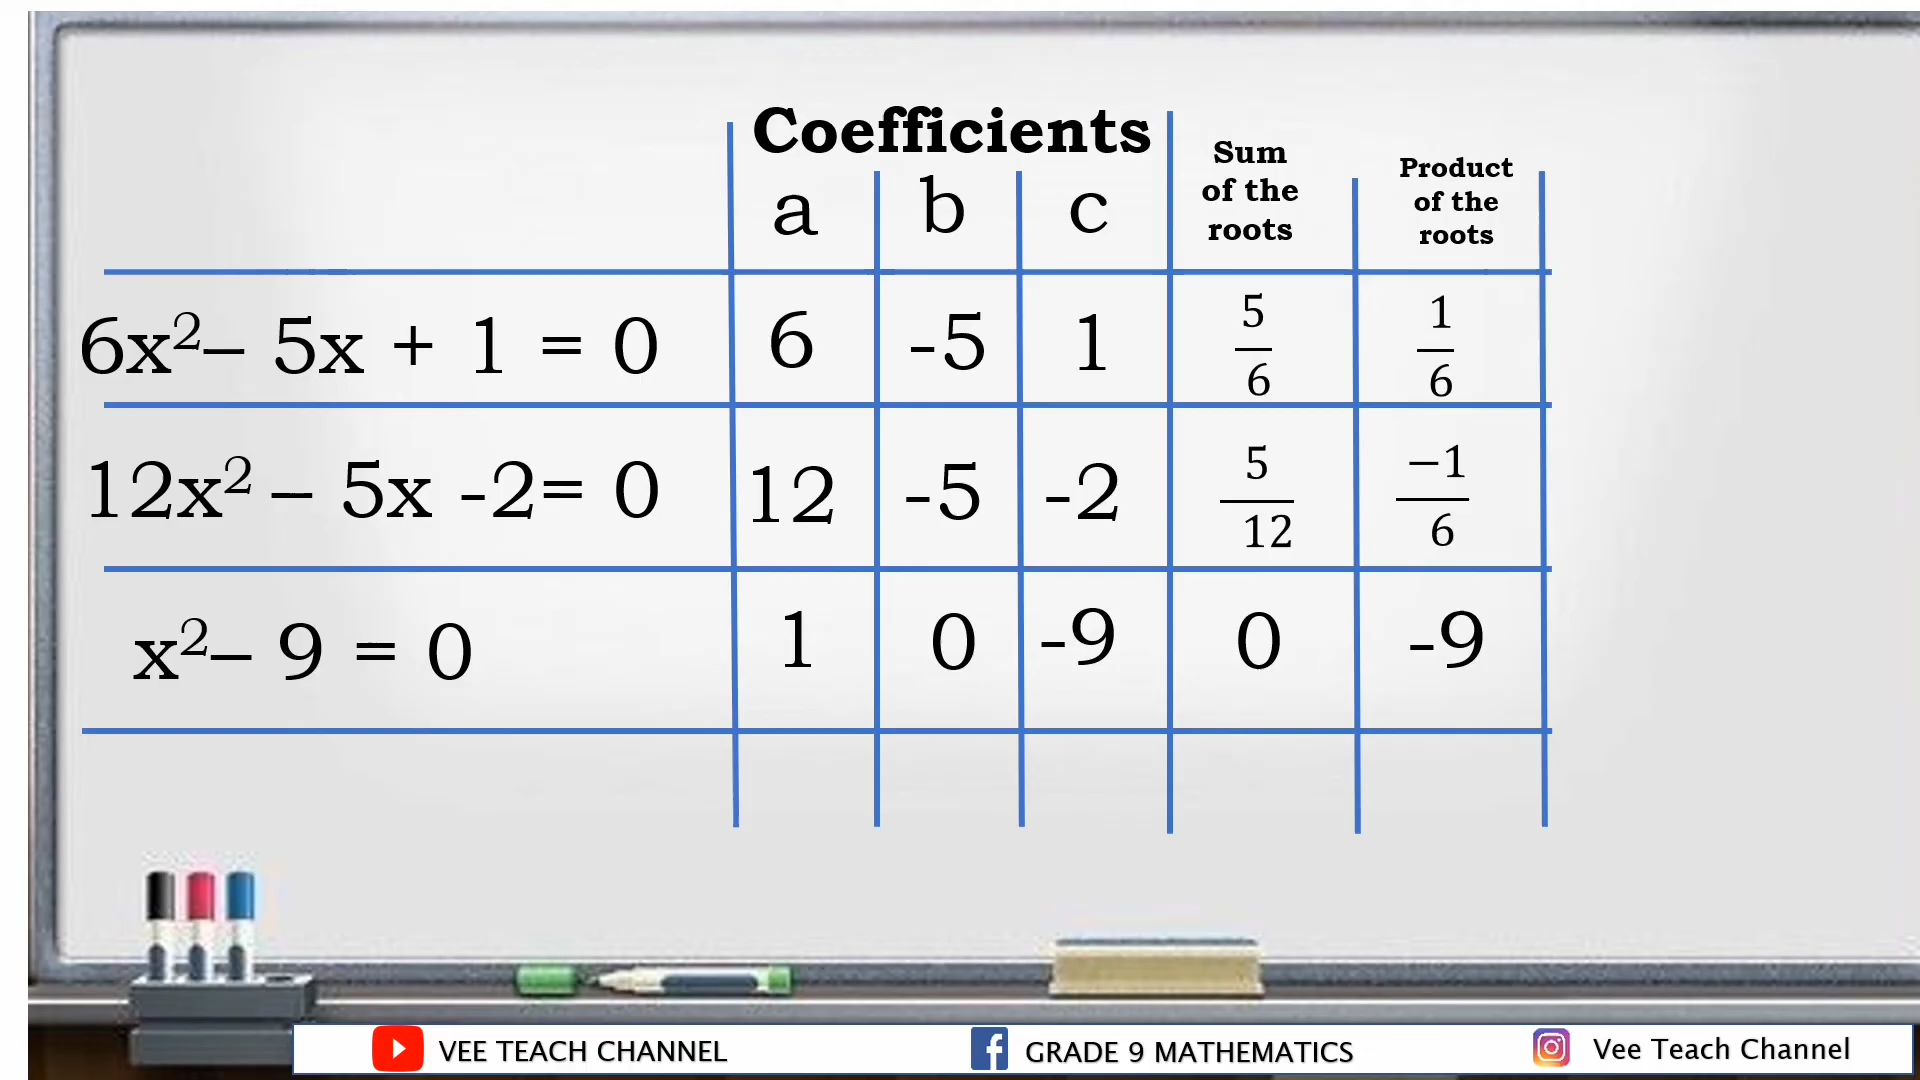 Coefficients
a b c
Sum
of the
roots
Product
of the
roots
6x²– 5x + 1 = 0 6 -5 1 5/6 1/6
12x² – 5x -2= 0 12 -5 -2 5/12 −1/6
x²– 9 = 0 1 0 -9 0 -9
VEE TEACH CHANNEL
GRADE 9 MATHEMATICS
Vee Teach Channel